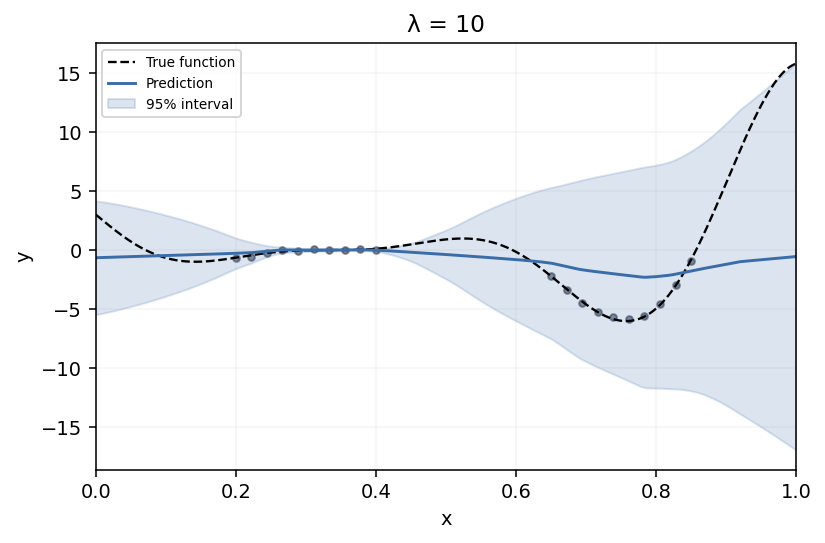 λ = 10
True function
Prediction
95% interval
y
15
10
5
0
−5
−10
−15
0.0 0.2 0.4 0.6 0.8 1.0
x